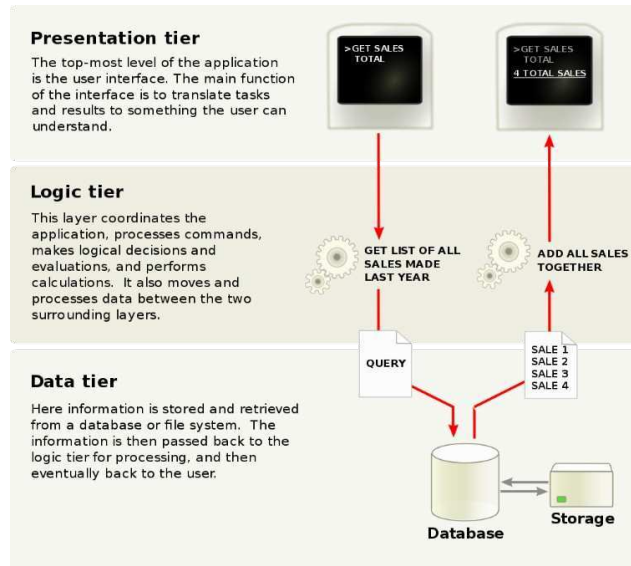 Presentation tier
The top-most level of the application
is the user interface. The main function
of the interface is to translate tasks
and results to something the user can
understand.
>GET SALES
TOTAL
>GET SALES
TOTAL
4 TOTAL SALES
Logic tier
This layer coordinates the
application, processes commands,
makes logical decisions and
evaluations, and performs
calculations. It also moves and
processes data between the two
surrounding layers.
GET LIST OF ALL
SALES MADE
LAST YEAR
ADD ALL SALES
TOGETHER
Data tier
Here information is stored and retrieved
from a database or file system. The
information is then passed back to the
logic tier for processing, and then
eventually back to the user.
QUERY
SALE 1
SALE 2
SALE 3
SALE 4
Database
Storage